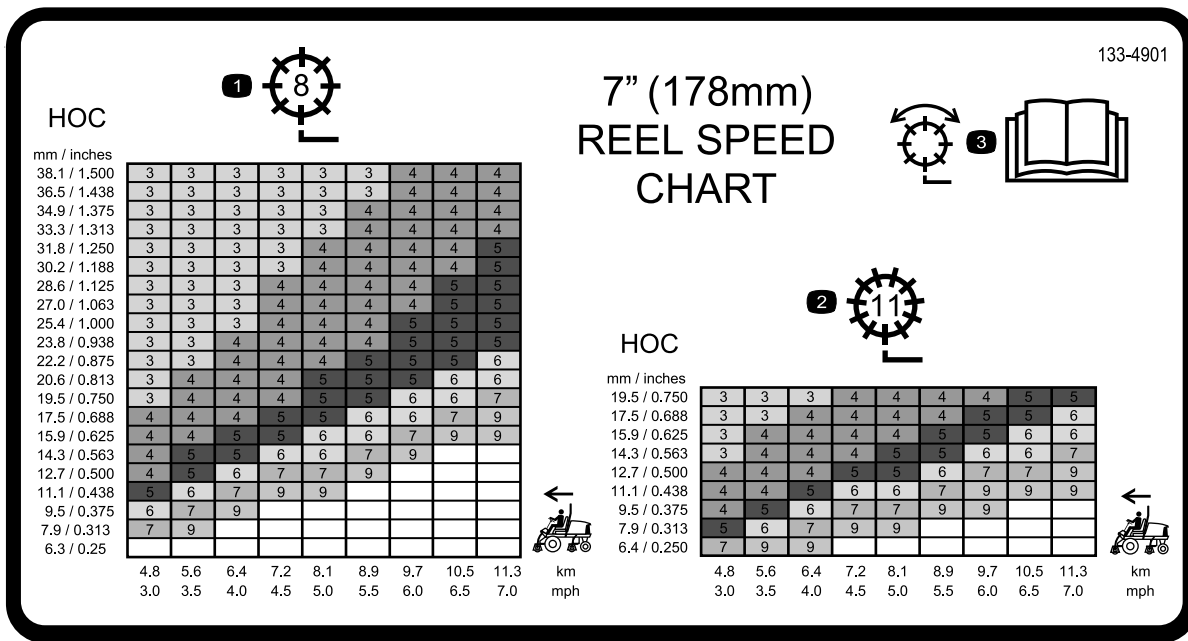 133-4901
7” (178mm)
REEL SPEED
CHART
3
1
8
HOC
mm / inches
38.1 / 1.500 3 3 3 3 3 3 4 4 4
36.5 / 1.438 3 3 3 3 3 3 4 4 4
34.9 / 1.375 3 3 3 3 3 4 4 4 4
33.3 / 1.313 3 3 3 3 3 4 4 4 4
31.8 / 1.250 3 3 3 3 4 4 4 4 5
30.2 / 1.188 3 3 3 3 4 4 4 4 5
28.6 / 1.125 3 3 3 4 4 4 4 5 5
27.0 / 1.063 3 3 3 4 4 4 4 5 5
25.4 / 1.000 3 3 3 4 4 4 5 5 5
23.8 / 0.938 3 3 4 4 4 4 5 5 5
22.2 / 0.875 3 3 4 4 4 5 5 5 6
20.6 / 0.813 3 4 4 4 5 5 5 6 6
19.5 / 0.750 3 4 4 4 5 5 6 6 7
17.5 / 0.688 4 4 4 5 5 6 6 7 9
15.9 / 0.625 4 4 5 5 6 6 7 9 9
14.3 / 0.563 4 5 5 6 6 7 9
12.7 / 0.500 4 5 6 7 7 9
11.1 / 0.438 5 6 7 9 9
9.5 / 0.375 6 7 9
7.9 / 0.313 7 9
6.3 / 0.25
4.8 5.6 6.4 7.2 8.1 8.9 9.7 10.5 11.3 km
3.0 3.5 4.0 4.5 5.0 5.5 6.0 6.5 7.0 mph
2
11
HOC
mm / inches
19.5 / 0.750 3 3 3 4 4 4 4 5 5
17.5 / 0.688 3 3 4 4 4 4 5 5 6
15.9 / 0.625 3 4 4 4 4 5 5 6 6
14.3 / 0.563 3 4 4 4 5 5 6 6 7
12.7 / 0.500 4 4 4 5 5 6 7 7 9
11.1 / 0.438 4 4 5 6 6 7 9 9 9
9.5 / 0.375 4 5 6 7 7 9 9
7.9 / 0.313 5 6 7 9 9
6.4 / 0.250 7 9 9
4.8 5.6 6.4 7.2 8.1 8.9 9.7 10.5 11.3 km
3.0 3.5 4.0 4.5 5.0 5.5 6.0 6.5 7.0 mph